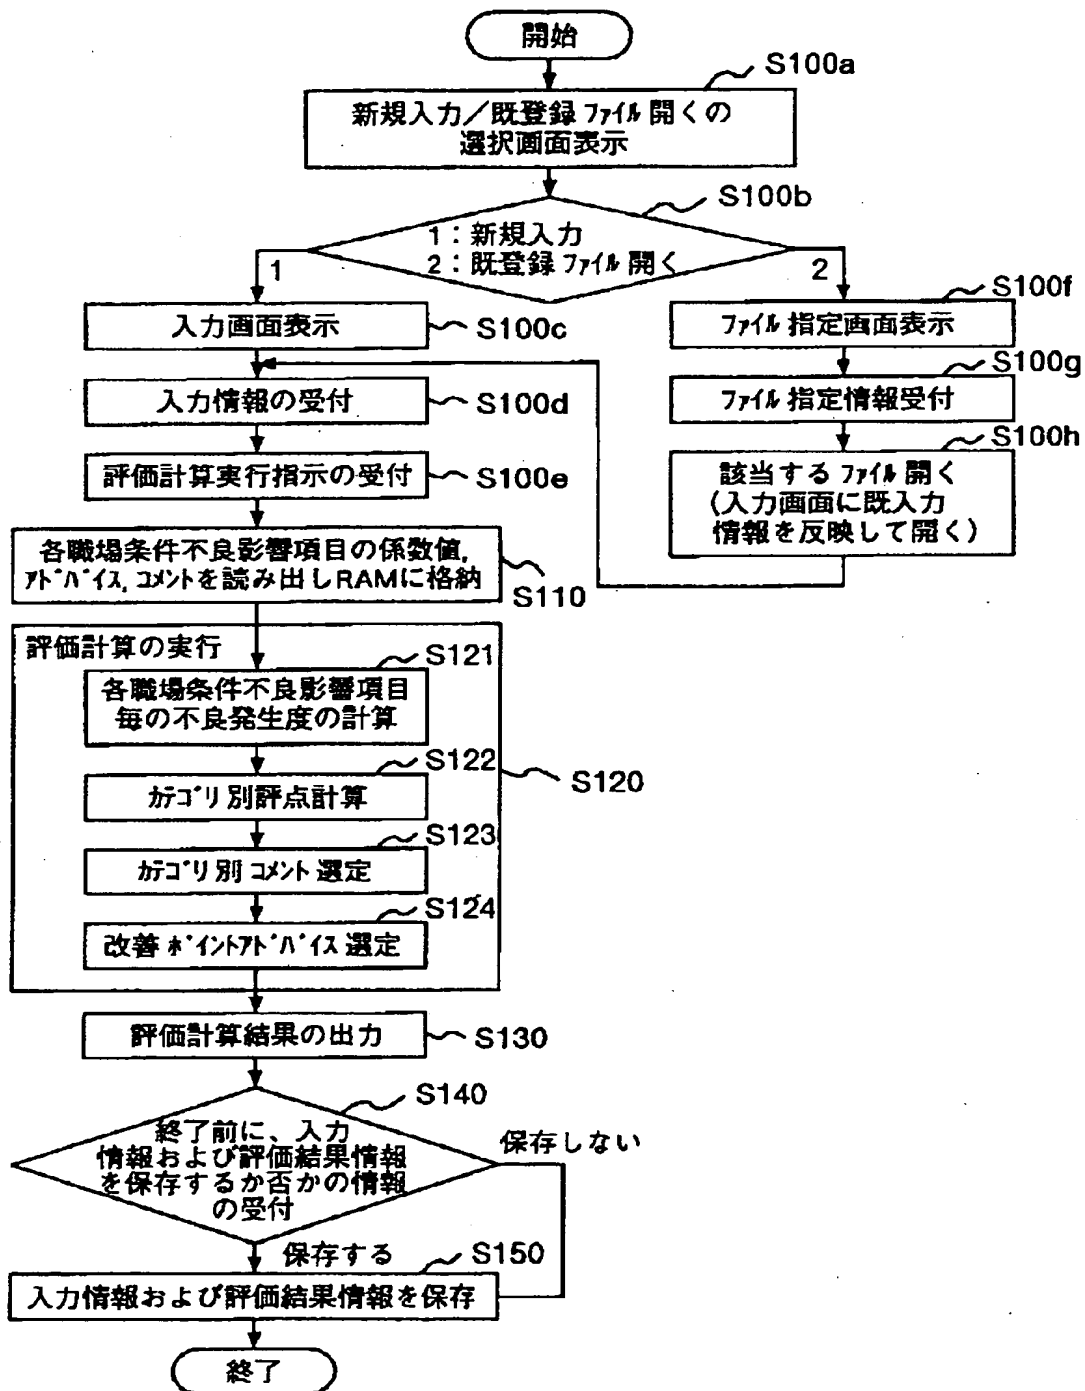 開始
S100a
新規入力／既登録ファイル開くの
選択画面表示
S100b
1：新規入力
2：既登録ファイル開く
1
2
入力画面表示
S100c
S100f
ファイル指定画面表示
入力情報の受付
S100d
S100g
ファイル指定情報受付
評価計算実行指示の受付
S100e
S100h
該当するファイル開く
(入力画面に既入力
情報を反映して開く)
各職場条件不良影響項目の係数値,
アドバイス,コメントを読み出しRAMに格納
S110
評価計算の実行
S121
各職場条件不良影響項目
毎の不良発生度の計算
S122
カテゴリ別評点計算
S120
S123
カテゴリ別コメント選定
S124
改善ポイントアドバイス選定
評価計算結果の出力
S130
S140
終了前に、入力
情報および評価結果情報
を保存するか否かの情報
の受付
保存しない
保存する
S150
入力情報および評価結果情報を保存
終了